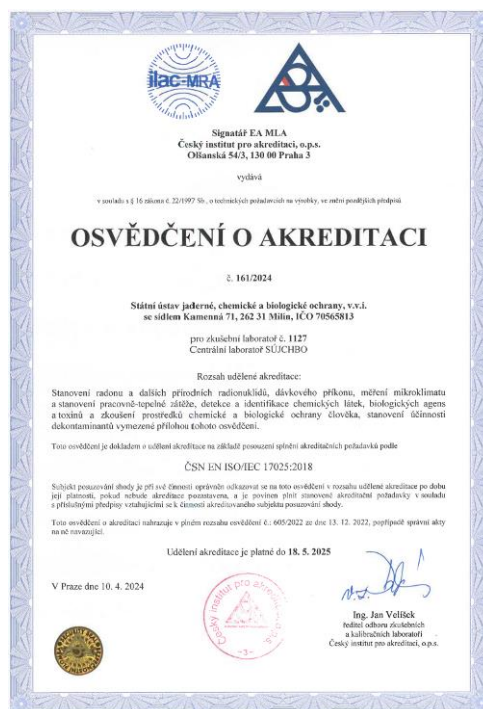 ilac-MRA
Signatář EA MLA
Český institut pro akreditaci, o.p.s.
Olšanská 54/3, 130 00 Praha 3
vydává
v souladu s § 16 zákona č. 22/1997 Sb., o technických požadavcích na výrobky, ve znění pozdějších předpisů
OSVĚDČENÍ O AKREDITACI
č. 161/2024
Státní ústav jaderné, chemické a biologické ochrany, v.v.i.
se sídlem Kamenná 71, 262 31 Milín, IČO 70565813
pro zkušební laboratoř č. 1127
Centrální laboratoř SÚJCHBO
Rozsah udělené akreditace:
Stanovení radonu a dalších přírodních radionuklidů, dávkového příkonu, měření mikroklimatu
a stanovení pracovně-tepelné zátěže, detekce a identifikace chemických látek, biologických agens
a toxinů a zkoušení prostředků chemické a biologické ochrany člověka, stanovení účinnosti
dekontaminantů vymezené přílohou tohoto osvědčení.
Toto osvědčení je dokladem o udělení akreditace na základě posouzení splnění akreditačních požadavků podle
ČSN EN ISO/IEC 17025:2018
Subjekt posuzování shody je při své činnosti oprávněn odkazovat se na toto osvědčení v rozsahu udělené akreditace po dobu
její platnosti, pokud nebude akreditace pozastavena, a je povinen plnit stanovené akreditační požadavky v souladu
s příslušnými předpisy vztahujícími se k činnosti akreditovaného subjektu posuzování shody.
Toto osvědčení o akreditaci nahrazuje v plném rozsahu osvědčení č.: 605/2022 ze dne 13. 12. 2022, popřípadě správní akty
na ně navazující.
Udělení akreditace je platné do 18. 5. 2025
V Praze dne 10. 4. 2024
Český institut pro akreditaci, o.p.s.
-3-
Ing. Jan Velíšek
ředitel odboru zkušebních
a kalibračních laboratoří
Český institut pro akreditaci, o.p.s.